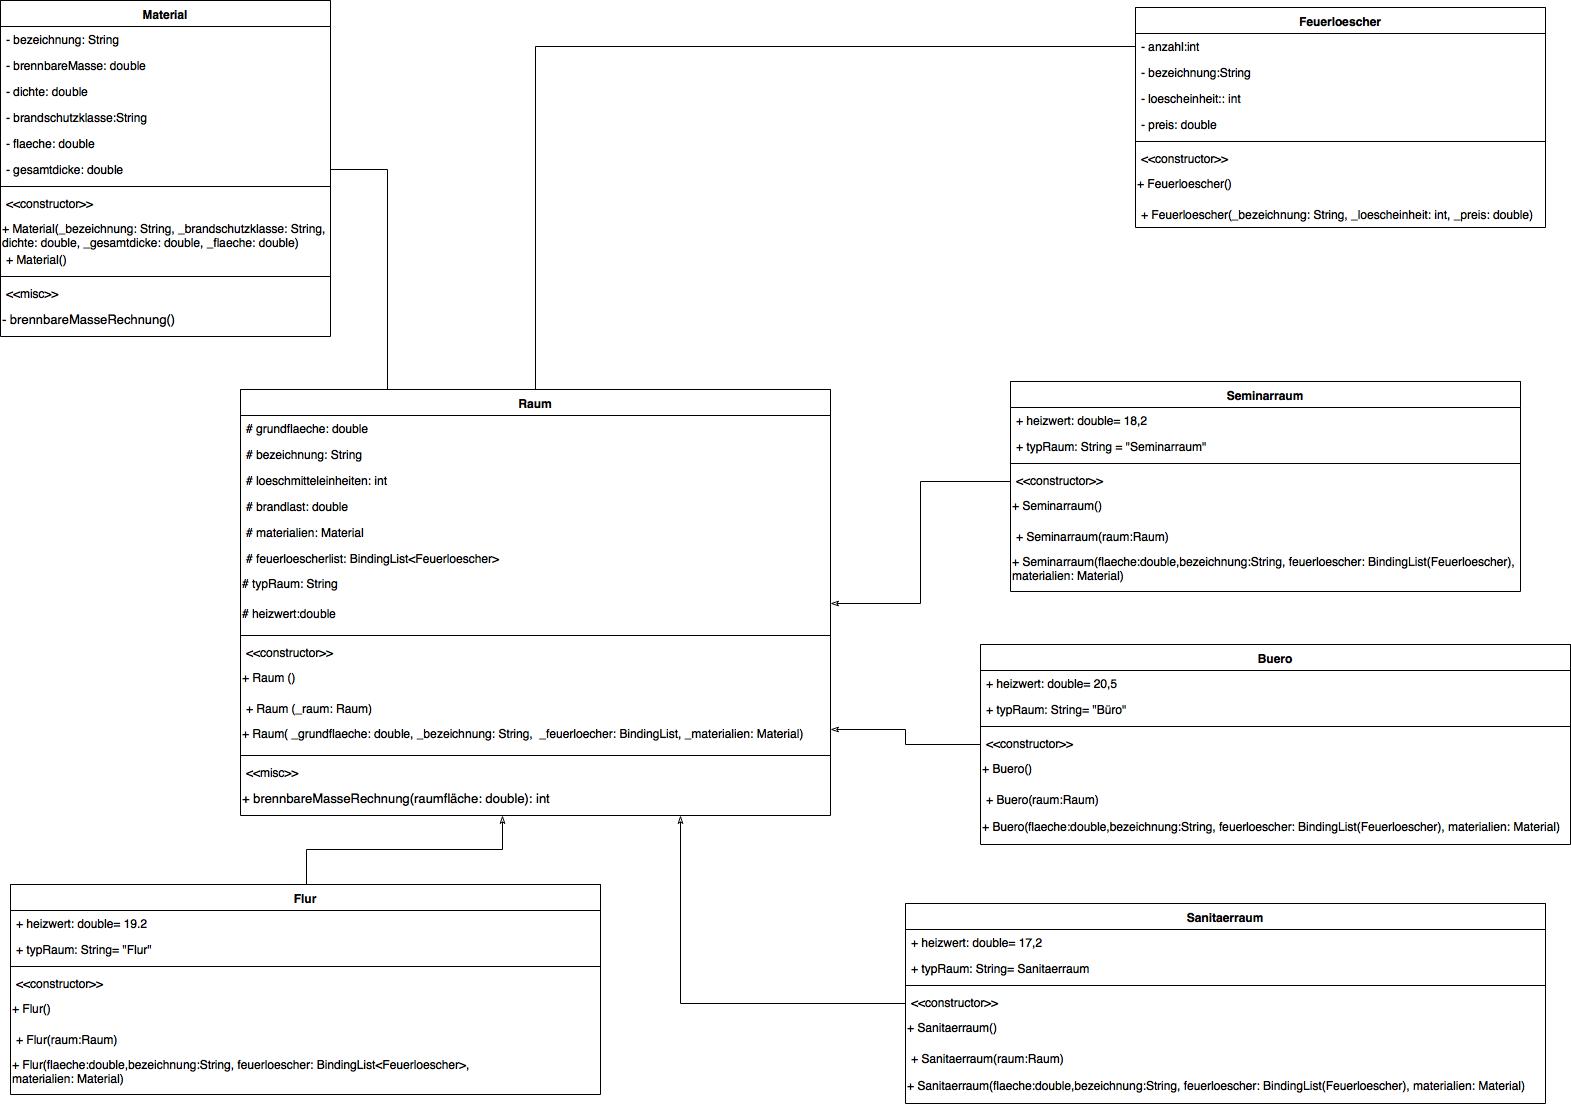 Material
- bezeichnung: String
- brennbareMasse: double
- dichte: double
- brandschutzklasse:String
- flaeche: double
- gesamtdicke: double
<<constructor>>
+ Material(_bezeichnung: String, _brandschutzklasse: String,
dichte: double, _gesamtdicke: double, _flaeche: double)
+ Material()
<<misc>>
- brennbareMasseRechnung()
Feuerloescher
- anzahl:int
- bezeichnung:String
- loescheinheit:: int
- preis: double
<<constructor>>
+ Feuerloescher()
+ Feuerloescher(_bezeichnung: String, _loescheinheit: int, _preis: double)
Raum
# grundflaeche: double
# bezeichnung: String
# loeschmitteleinheiten: int
# brandlast: double
# materialien: Material
# feuerloescherlist: BindingList<Feuerloescher>
# typRaum: String
# heizwert:double
<<constructor>>
+ Raum ()
+ Raum (_raum: Raum)
+ Raum( _grundflaeche: double, _bezeichnung: String,  _feuerloecher: BindingList, _materialien: Material)
<<misc>>
+ brennbareMasseRechnung(raumfläche: double): int
Seminarraum
+ heizwert: double= 18,2
+ typRaum: String = "Seminarraum"
<<constructor>>
+ Seminarraum()
+ Seminarraum(raum:Raum)
+ Seminarraum(flaeche:double,bezeichnung:String, feuerloescher: BindingList(Feuerloescher),
materialien: Material)
Buero
+ heizwert: double= 20,5
+ typRaum: String= "Büro"
<<constructor>>
+ Buero()
+ Buero(raum:Raum)
+ Buero(flaeche:double,bezeichnung:String, feuerloescher: BindingList(Feuerloescher), materialien: Material)
Flur
+ heizwert: double= 19.2
+ typRaum: String= "Flur"
<<constructor>>
+ Flur()
+ Flur(raum:Raum)
+ Flur(flaeche:double,bezeichnung:String, feuerloescher: BindingList<Feuerloescher>,
materialien: Material)
Sanitaerraum
+ heizwert: double= 17,2
+ typRaum: String= Sanitaerraum
<<constructor>>
+ Sanitaerraum()
+ Sanitaerraum(raum:Raum)
+ Sanitaerraum(flaeche:double,bezeichnung:String, feuerloescher: BindingList(Feuerloescher), materialien: Material)